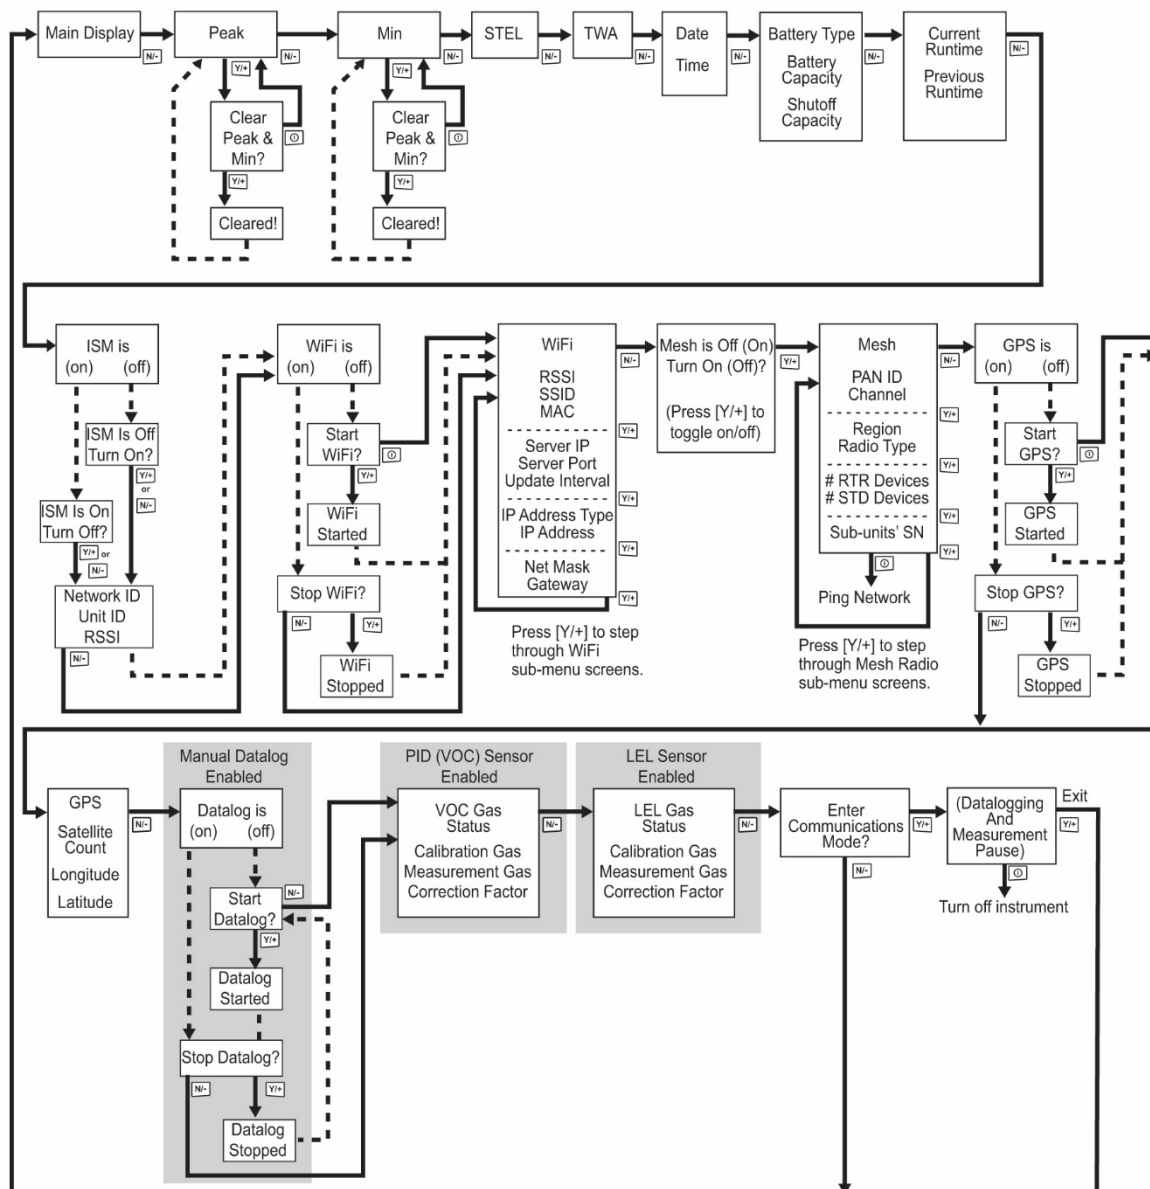 Main Display
N/-
Peak
Y/+
N/-
Clear
Peak &
Min?
⏼
Y/+
Cleared!
Min
Y/+
N/-
Clear
Peak &
Min?
⏼
Y/+
Cleared!
STEL
N/-
TWA
N/-
Date
Time
N/-
Battery Type
Battery
Capacity
Shutoff
Capacity
N/-
Current
Runtime
Previous
Runtime
N/-
ISM is
(on) (off)
ISM Is Off
Turn On?
Y/+
or
N/-
ISM Is On
Turn Off?
Y/+ or
N/-
Network ID
Unit ID
RSSI
N/-
WiFi is
(on) (off)
Start
WiFi?
⏼
Y/+
WiFi
Started
Stop WiFi?
N/-
Y/+
WiFi
Stopped
WiFi
N/-
RSSI
SSID
MAC
Y/+
Server IP
Server Port
Update Interval
Y/+
IP Address Type
IP Address
Y/+
Net Mask
Gateway
Y/+
Press [Y/+] to step
through WiFi
sub-menu screens.
Mesh is Off (On)
Turn On (Off)?
Y/+
(Press [Y/+] to
toggle on/off)
Mesh
N/-
PAN ID
Channel
Y/+
Region
Radio Type
Y/+
# RTR Devices
# STD Devices
Y/+
Sub-units' SN
Y/+
Ping Network
Press [Y/+] to step
through Mesh Radio
sub-menu screens.
GPS is
(on) (off)
Start
GPS?
⏼
Y/+
GPS
Started
Stop GPS?
N/-
Y/+
GPS
Stopped
GPS
Satellite
Count
Longitude
Latitude
N/-
Manual Datalog
Enabled
Datalog is
(on) (off)
Start
Datalog?
N/-
Y/+
Datalog
Started
Stop Datalog?
N/-
Y/+
Datalog
Stopped
PID (VOC) Sensor
Enabled
VOC Gas
Status
Calibration Gas
Measurement Gas
Correction Factor
N/-
LEL Sensor
Enabled
LEL Gas
Status
Calibration Gas
Measurement Gas
Correction Factor
N/-
Enter
Communications
Mode?
Y/+
N/-
(Datalogging
And
Measurement
Pause)
Exit
Y/+
⏼
Turn off instrument